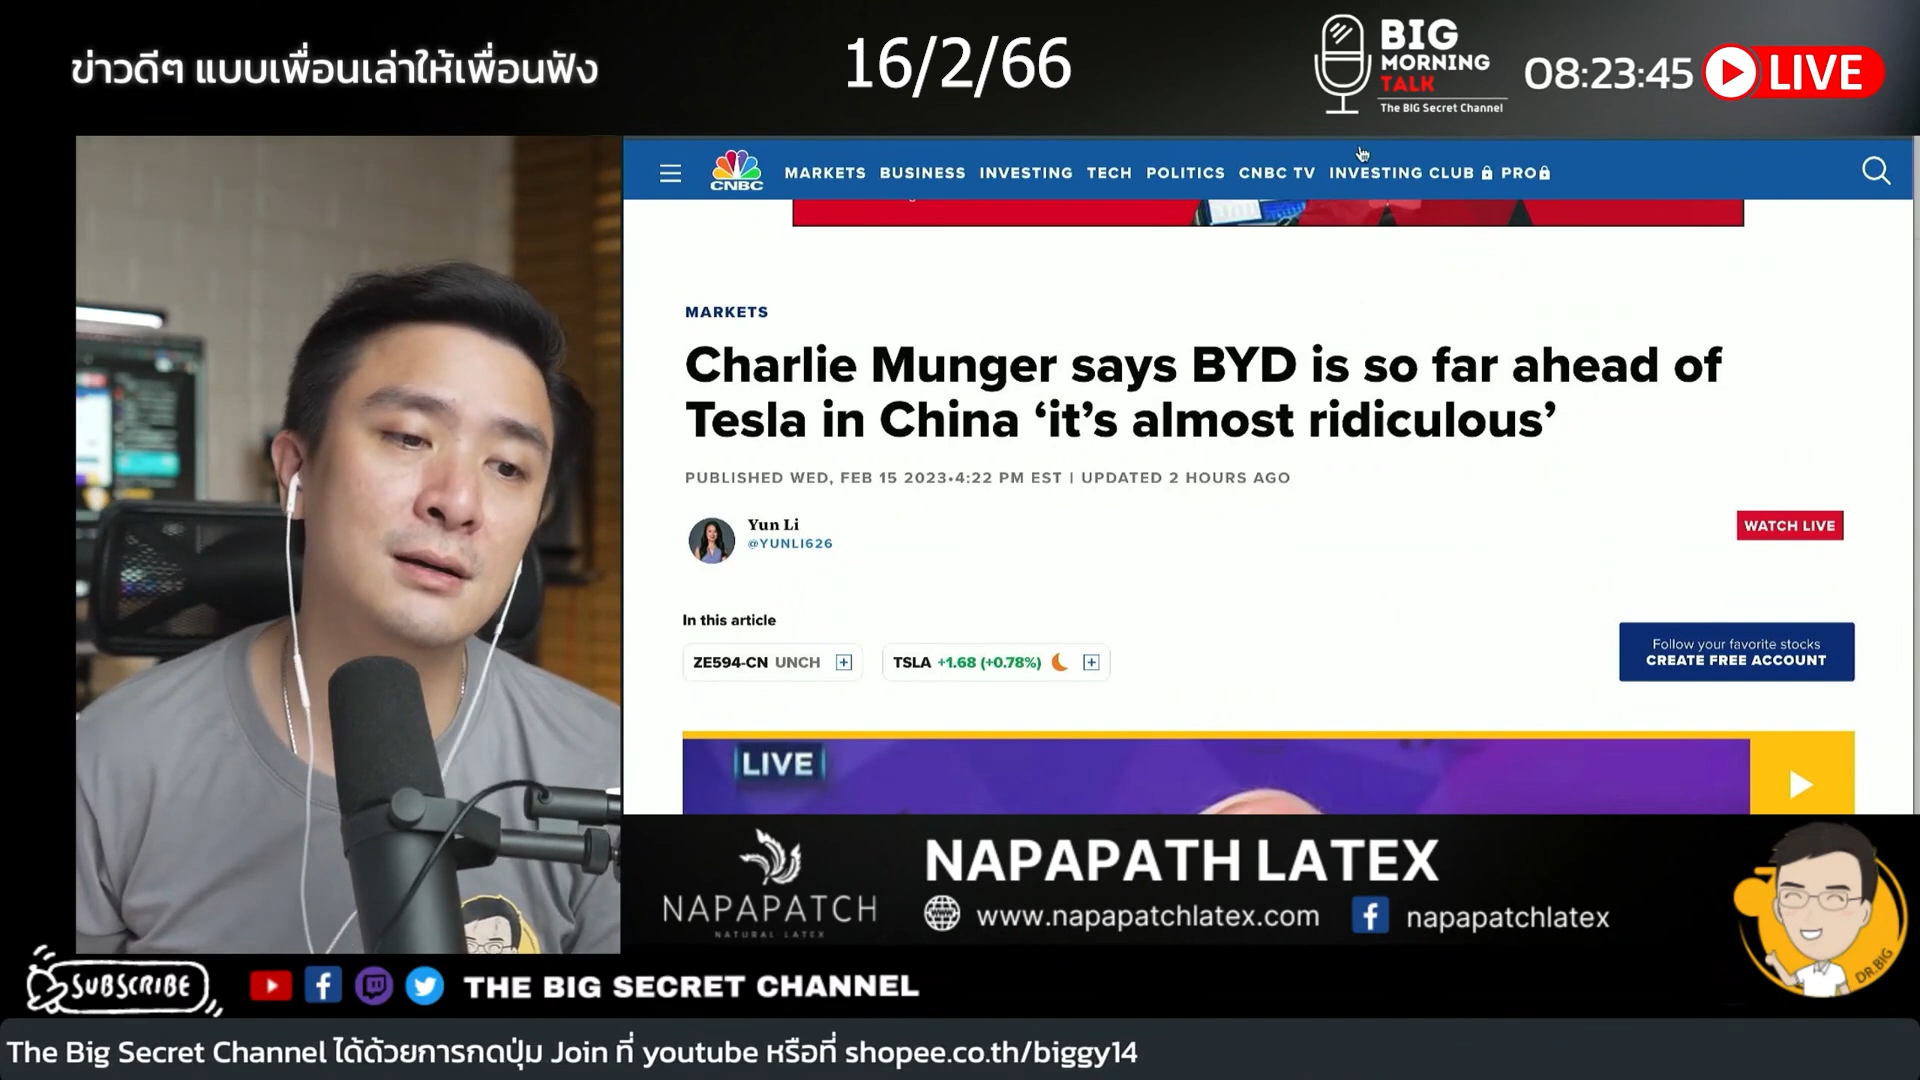 ข่าวดีๆ แบบเพื่อนเล่าให้เพื่อนฟัง
16/2/66
BIG
MORNING
TALK
The BIG Secret Channel
08:23:45
LIVE
CNBC
MARKETS BUSINESS INVESTING TECH POLITICS CNBC TV INVESTING CLUB PRO
MARKETS
Charlie Munger says BYD is so far ahead of
Tesla in China ‘it’s almost ridiculous’
PUBLISHED WED, FEB 15 2023•4:22 PM EST | UPDATED 2 HOURS AGO
Yun Li
@YUNLI626
WATCH LIVE
In this article
ZE594-CN UNCH
TSLA +1.68 (+0.78%)
Follow your favorite stocks
CREATE FREE ACCOUNT
LIVE
NAPAPATCH
NATURAL LATEX
NAPAPATH LATEX
www.napapatchlatex.com
napapatchlatex
DR.BIG
SUBSCRIBE
THE BIG SECRET CHANNEL
The Big Secret Channel ได้ด้วยการกดปุ่ม Join ที่ youtube หรือที่ shopee.co.th/biggy14